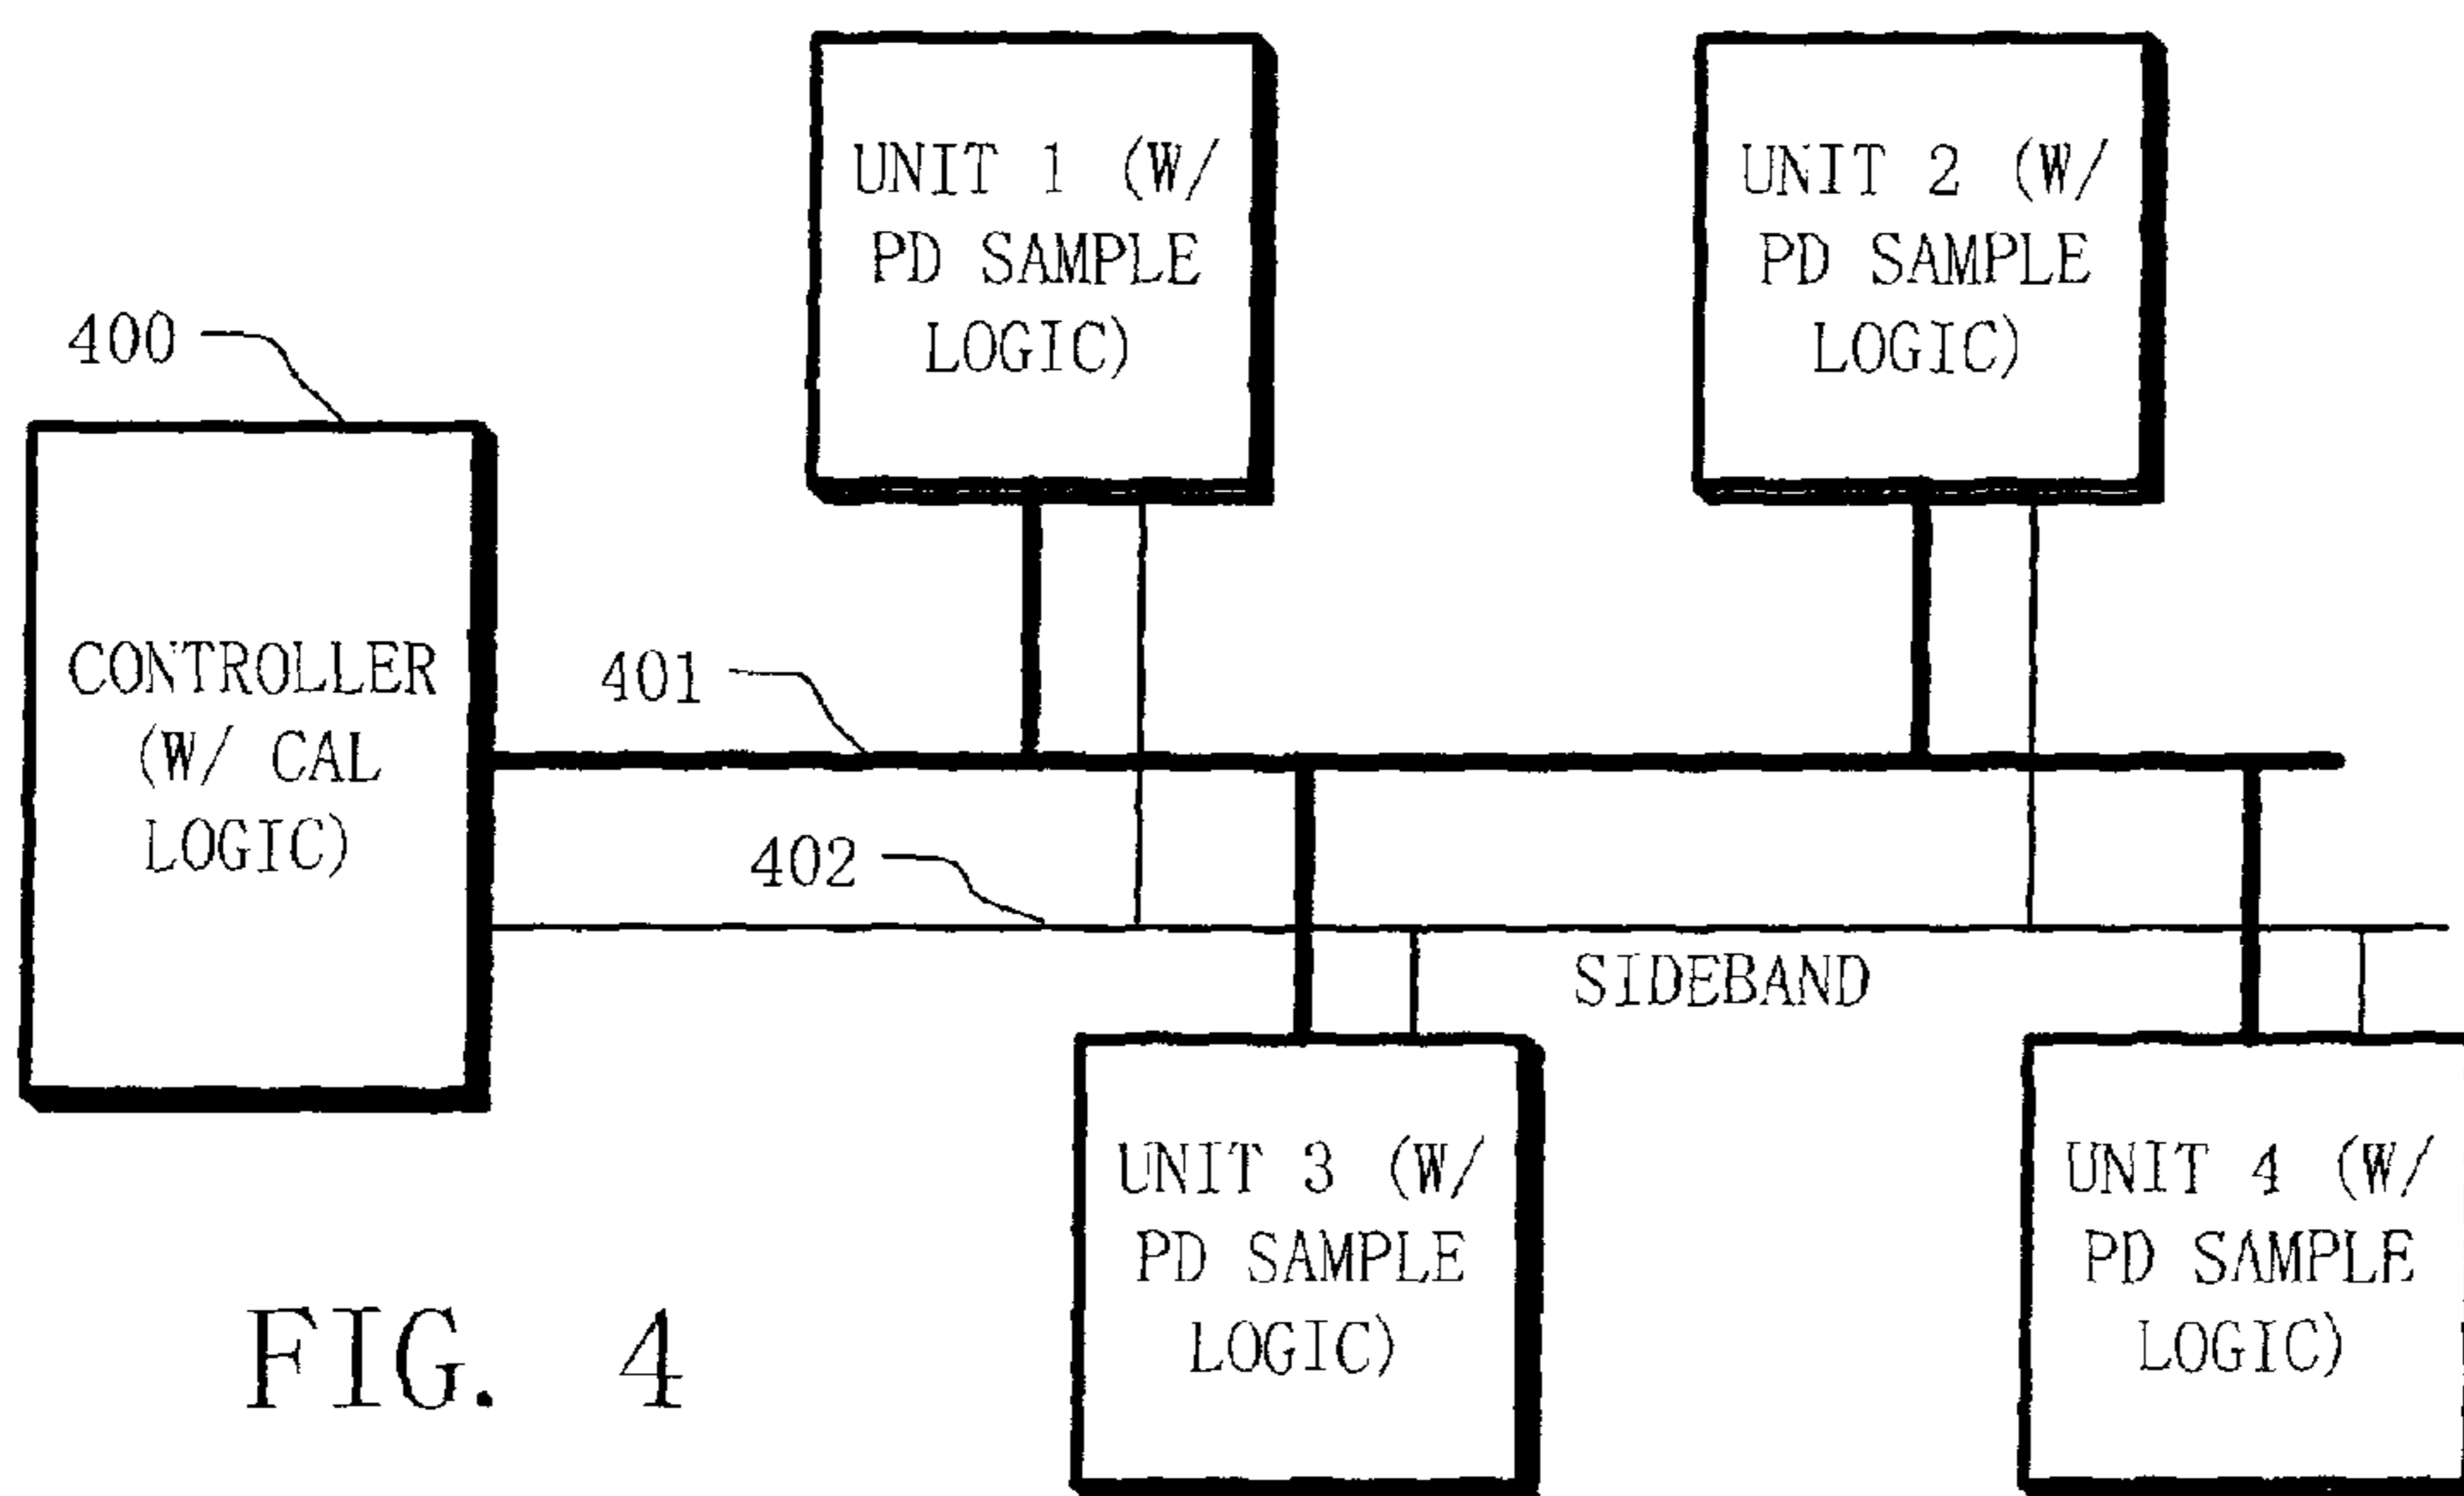 UNIT 1 (W/
PD SAMPLE
LOGIC)
UNIT 2 (W/
PD SAMPLE
LOGIC)
400
CONTROLLER
(W/ CAL
LOGIC)
401
402
SIDEBAND
UNIT 3 (W/
PD SAMPLE
LOGIC)
UNIT 4 (W/
PD SAMPLE
LOGIC)
FIG. 4